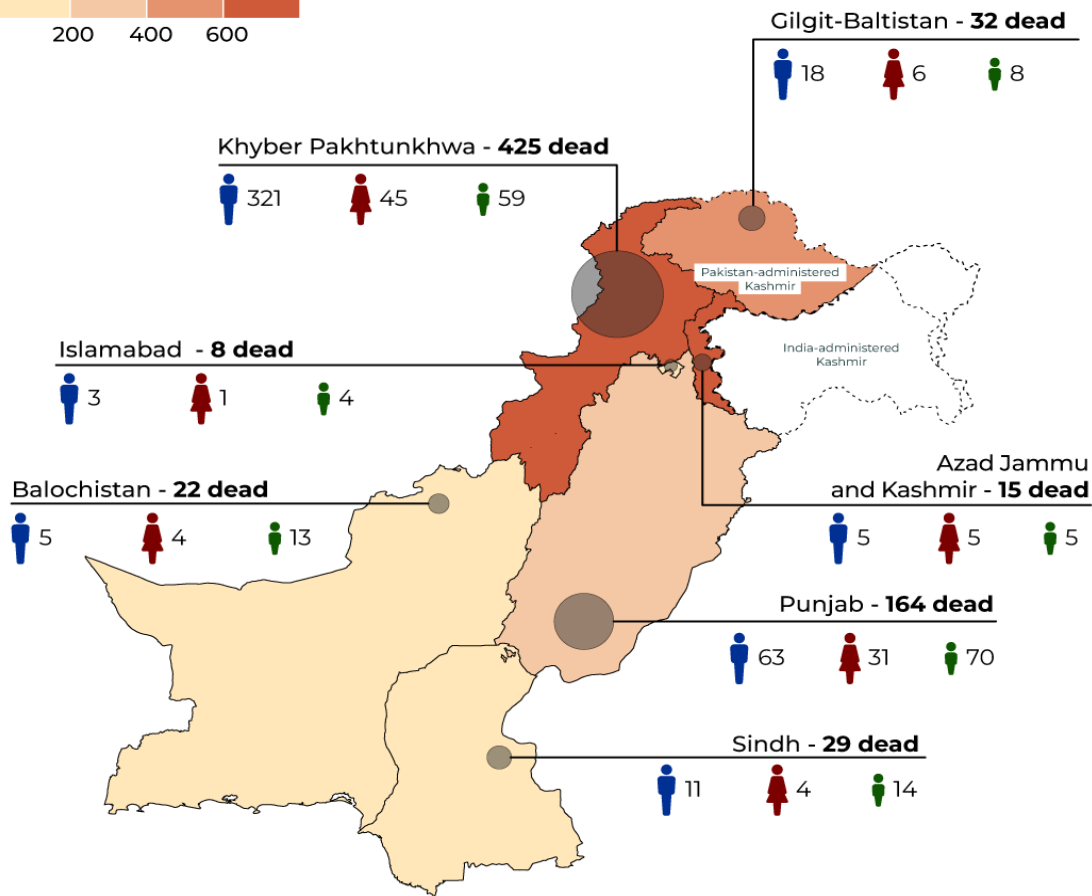 200 400 600
Gilgit-Baltistan - 32 dead
18 6 8
Khyber Pakhtunkhwa - 425 dead
321 45 59
Pakistan-administered
Kashmir
India-administered
Kashmir
Islamabad - 8 dead
3 1 4
Azad Jammu
and Kashmir - 15 dead
5 5 5
Balochistan - 22 dead
5 4 13
Punjab - 164 dead
63 31 70
Sindh - 29 dead
11 4 14